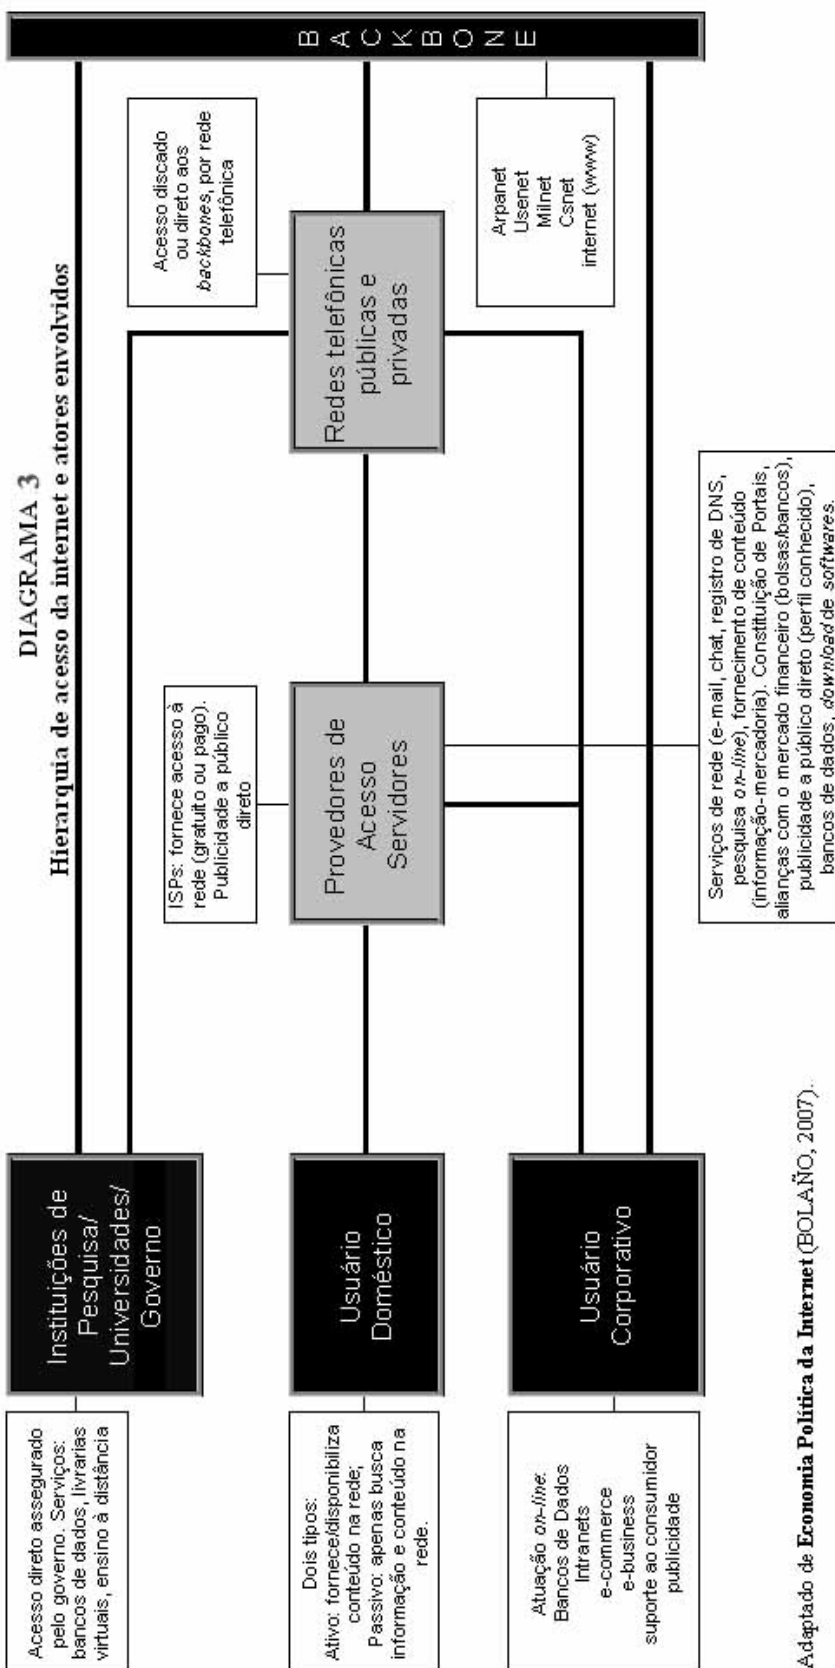 DIAGRAMA 3
Hierarquia de acesso da internet e atores envolvidos
Acesso direto assegurado
pelo governo. Serviços:
bancos de dados, livrarias
virtuais, ensino à distância
Instituições de
Pesquisa/
Universidades/
Governo
ISPs: fornece acesso à
rede (gratuito ou pago).
Publicidade a público
direto
Acesso discado
ou direto aos
backbones, por rede
telefônica
Dois tipos:
Ativo: fornece/disponibiliza
conteúdo na rede;
Passivo: apenas busca
informação e conteúdo na
rede.
Usuário
Doméstico
Provedores de
Acesso
Servidores
Redes telefônicas
públicas e
privadas
BACKBONE
Atuação on-line:
Bancos de Dados
Intranets
e-commerce
e-business
suporte ao consumidor
publicidade
Usuário
Corporativo
Arpanet
Usenet
Milnet
Csnet
internet (www)
Serviços de rede (e-mail, chat, registro de DNS,
pesquisa on-line), fornecimento de conteúdo
(informação-mercadoria). Constituição de Portais,
alianças com o mercado financeiro (bolsas/bancos),
publicidade a público direto (perfil conhecido),
bancos de dados, download de softwares.
Adaptado de Economia Política da Internet (BOLAÑO, 2007).